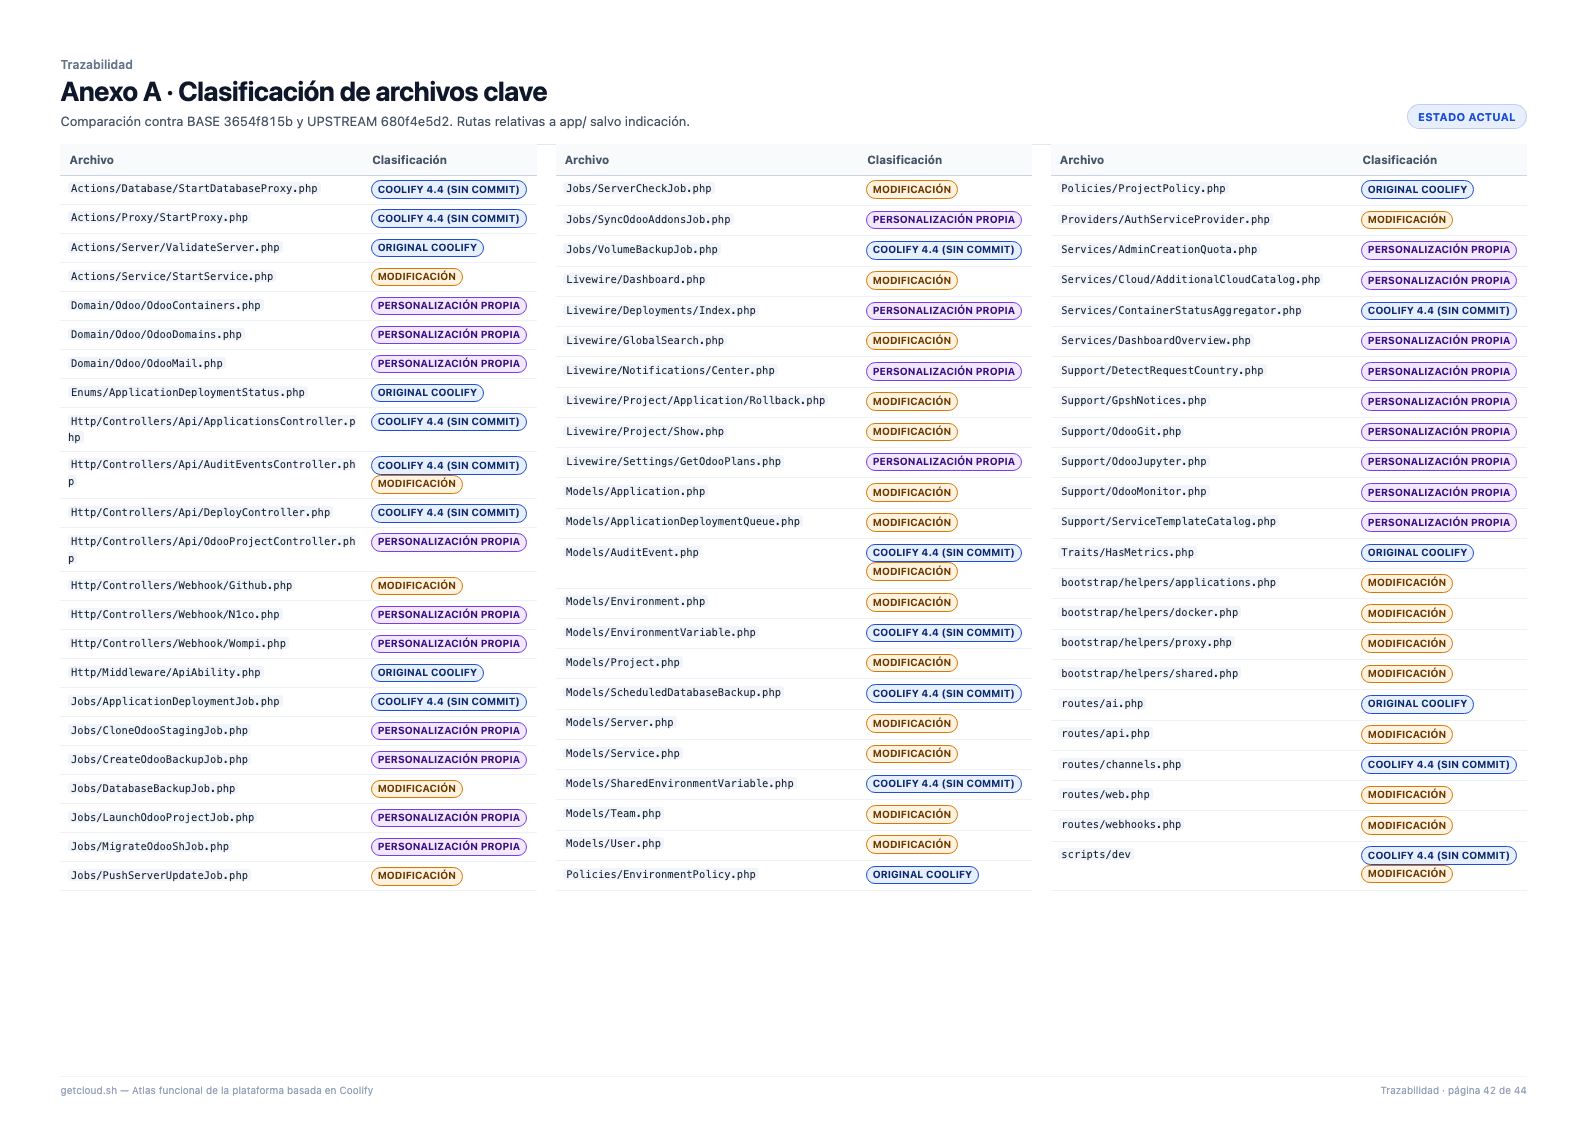 Trazabilidad
Anexo A · Clasificación de archivos clave
Comparación contra BASE 3654f815b y UPSTREAM 680f4e5d2. Rutas relativas a app/ salvo indicación.
ESTADO ACTUAL
Archivo Clasificación
Actions/Database/StartDatabaseProxy.php COOLIFY 4.4 (SIN COMMIT)
Actions/Proxy/StartProxy.php COOLIFY 4.4 (SIN COMMIT)
Actions/Server/ValidateServer.php ORIGINAL COOLIFY
Actions/Service/StartService.php MODIFICACIÓN
Domain/Odoo/OdooContainers.php PERSONALIZACIÓN PROPIA
Domain/Odoo/OdooDomains.php PERSONALIZACIÓN PROPIA
Domain/Odoo/OdooMail.php PERSONALIZACIÓN PROPIA
Enums/ApplicationDeploymentStatus.php ORIGINAL COOLIFY
Http/Controllers/Api/ApplicationsController.p COOLIFY 4.4 (SIN COMMIT)
hp
Http/Controllers/Api/AuditEventsController.ph COOLIFY 4.4 (SIN COMMIT)
p MODIFICACIÓN
Http/Controllers/Api/DeployController.php COOLIFY 4.4 (SIN COMMIT)
Http/Controllers/Api/OdooProjectController.ph PERSONALIZACIÓN PROPIA
p
Http/Controllers/Webhook/Github.php MODIFICACIÓN
Http/Controllers/Webhook/N1co.php PERSONALIZACIÓN PROPIA
Http/Controllers/Webhook/Wompi.php PERSONALIZACIÓN PROPIA
Http/Middleware/ApiAbility.php ORIGINAL COOLIFY
Jobs/ApplicationDeploymentJob.php COOLIFY 4.4 (SIN COMMIT)
Jobs/CloneOdooStagingJob.php PERSONALIZACIÓN PROPIA
Jobs/CreateOdooBackupJob.php PERSONALIZACIÓN PROPIA
Jobs/DatabaseBackupJob.php MODIFICACIÓN
Jobs/LaunchOdooProjectJob.php PERSONALIZACIÓN PROPIA
Jobs/MigrateOdooShJob.php PERSONALIZACIÓN PROPIA
Jobs/PushServerUpdateJob.php MODIFICACIÓN
Archivo Clasificación
Jobs/ServerCheckJob.php MODIFICACIÓN
Jobs/SyncOdooAddonsJob.php PERSONALIZACIÓN PROPIA
Jobs/VolumeBackupJob.php COOLIFY 4.4 (SIN COMMIT)
Livewire/Dashboard.php MODIFICACIÓN
Livewire/Deployments/Index.php PERSONALIZACIÓN PROPIA
Livewire/GlobalSearch.php MODIFICACIÓN
Livewire/Notifications/Center.php PERSONALIZACIÓN PROPIA
Livewire/Project/Application/Rollback.php MODIFICACIÓN
Livewire/Project/Show.php MODIFICACIÓN
Livewire/Settings/GetOdooPlans.php PERSONALIZACIÓN PROPIA
Models/Application.php MODIFICACIÓN
Models/ApplicationDeploymentQueue.php MODIFICACIÓN
Models/AuditEvent.php COOLIFY 4.4 (SIN COMMIT)
MODIFICACIÓN
Models/Environment.php MODIFICACIÓN
Models/EnvironmentVariable.php COOLIFY 4.4 (SIN COMMIT)
Models/Project.php MODIFICACIÓN
Models/ScheduledDatabaseBackup.php COOLIFY 4.4 (SIN COMMIT)
Models/Server.php MODIFICACIÓN
Models/Service.php MODIFICACIÓN
Models/SharedEnvironmentVariable.php COOLIFY 4.4 (SIN COMMIT)
Models/Team.php MODIFICACIÓN
Models/User.php MODIFICACIÓN
Policies/EnvironmentPolicy.php ORIGINAL COOLIFY
Archivo Clasificación
Policies/ProjectPolicy.php ORIGINAL COOLIFY
Providers/AuthServiceProvider.php MODIFICACIÓN
Services/AdminCreationQuota.php PERSONALIZACIÓN PROPIA
Services/Cloud/AdditionalCloudCatalog.php PERSONALIZACIÓN PROPIA
Services/ContainerStatusAggregator.php COOLIFY 4.4 (SIN COMMIT)
Services/DashboardOverview.php PERSONALIZACIÓN PROPIA
Support/DetectRequestCountry.php PERSONALIZACIÓN PROPIA
Support/GpshNotices.php PERSONALIZACIÓN PROPIA
Support/OdooGit.php PERSONALIZACIÓN PROPIA
Support/OdooJupyter.php PERSONALIZACIÓN PROPIA
Support/OdooMonitor.php PERSONALIZACIÓN PROPIA
Support/ServiceTemplateCatalog.php PERSONALIZACIÓN PROPIA
Traits/HasMetrics.php ORIGINAL COOLIFY
bootstrap/helpers/applications.php MODIFICACIÓN
bootstrap/helpers/docker.php MODIFICACIÓN
bootstrap/helpers/proxy.php MODIFICACIÓN
bootstrap/helpers/shared.php MODIFICACIÓN
routes/ai.php ORIGINAL COOLIFY
routes/api.php MODIFICACIÓN
routes/channels.php COOLIFY 4.4 (SIN COMMIT)
routes/web.php MODIFICACIÓN
routes/webhooks.php MODIFICACIÓN
scripts/dev COOLIFY 4.4 (SIN COMMIT)
MODIFICACIÓN
getcloud.sh — Atlas funcional de la plataforma basada en Coolify
Trazabilidad · página 42 de 44